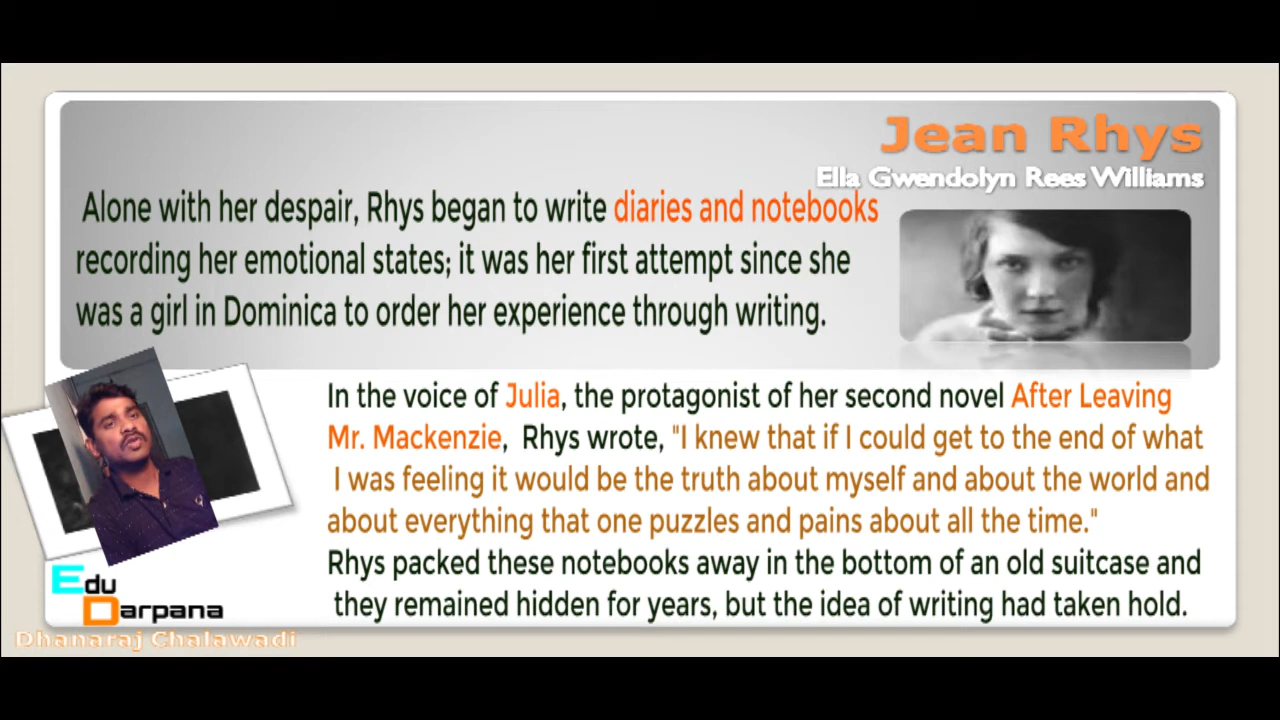 Jean Rhys
Ella Gwendolyn Rees Williams
Alone with her despair, Rhys began to write diaries and notebooks
recording her emotional states; it was her first attempt since she
was a girl in Dominica to order her experience through writing.
In the voice of Julia, the protagonist of her second novel After Leaving
Mr. Mackenzie, Rhys wrote, "I knew that if I could get to the end of what
I was feeling it would be the truth about myself and about the world and
about everything that one puzzles and pains about all the time."
Rhys packed these notebooks away in the bottom of an old suitcase and
they remained hidden for years, but the idea of writing had taken hold.
Edu
Darpana
Dhanaraj Chalawadi